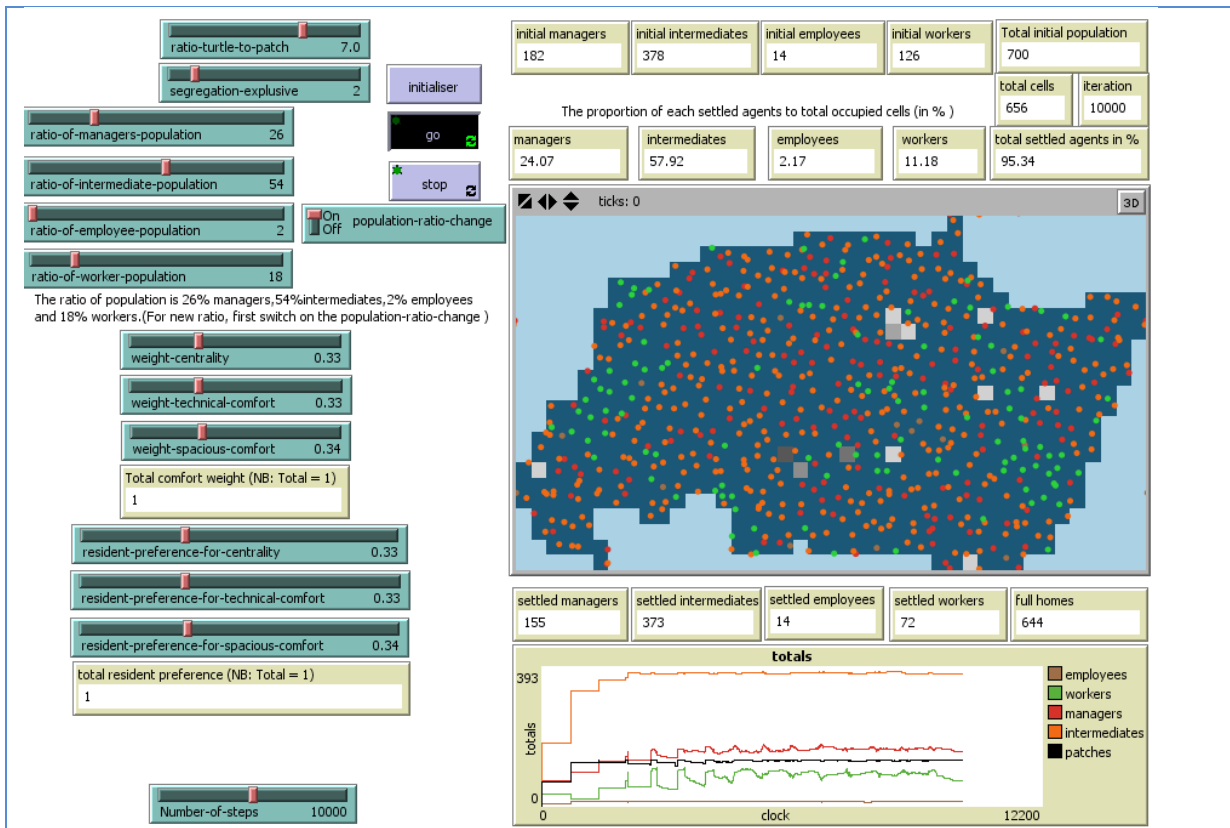 ratio-turtle-to-patch 7.0
segregation-explusive 2
initialiser
ratio-of-managers-population 26
go
ratio-of-intermediate-population 54
stop
ratio-of-employee-population 2
On
Off
population-ratio-change
ratio-of-worker-population 18
The ratio of population is 26% managers,54%intermediates,2% employees
and 18% workers.(For new ratio, first switch on the population-ratio-change )
weight-centrality 0.33
weight-technical-comfort 0.33
weight-spacious-comfort 0.34
Total comfort weight (NB: Total = 1)
1
resident-preference-for-centrality 0.33
resident-preference-for-technical-comfort 0.33
resident-preference-for-spacious-comfort 0.34
total resident preference (NB: Total = 1)
1
Number-of-steps 10000
initial managers
182
initial intermediates
378
initial employees
14
initial workers
126
Total initial population
700
total cells
656
iteration
10000
The proportion of each settled agents to total occupied cells (in % )
managers
24.07
intermediates
57.92
employees
2.17
workers
11.18
total settled agents in %
95.34
ticks: 0
3D
settled managers
155
settled intermediates
373
settled employees
14
settled workers
72
full homes
644
totals
393
totals
0
0
clock
12200
employees
workers
managers
intermediates
patches